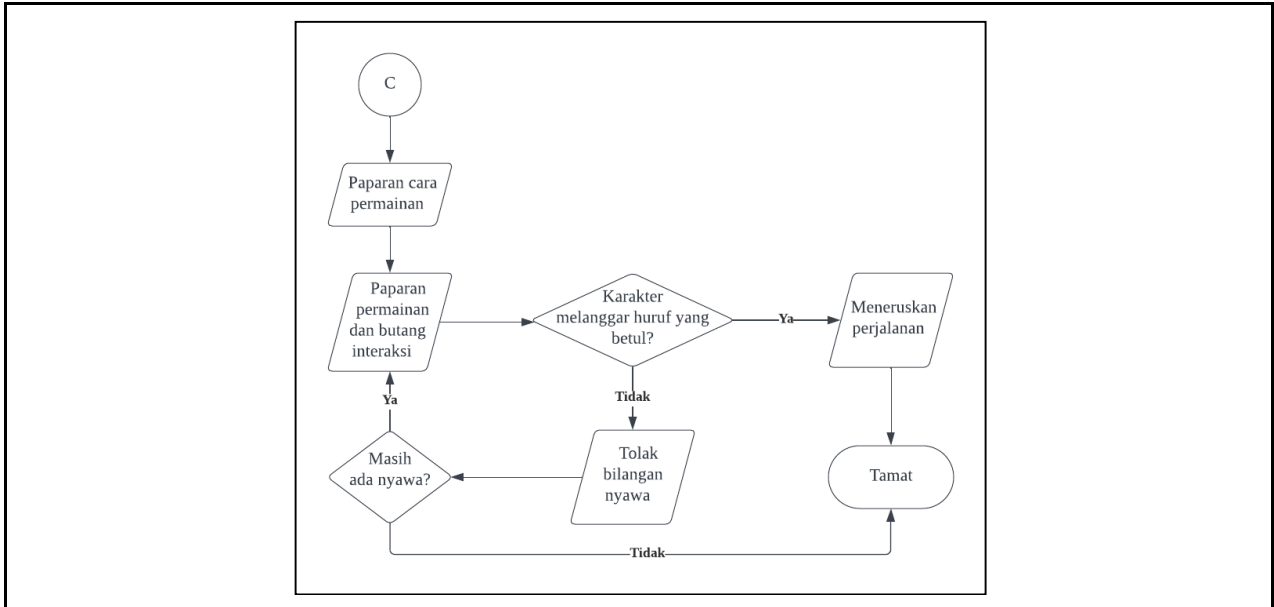 C
Paparan cara
permainan
Paparan
permainan
dan butang
interaksi
Karakter
melanggar huruf yang
betul?
Ya
Meneruskan
perjalanan
Ya
Tidak
Masih
ada nyawa?
Tolak
bilangan
nyawa
Tamat
Tidak